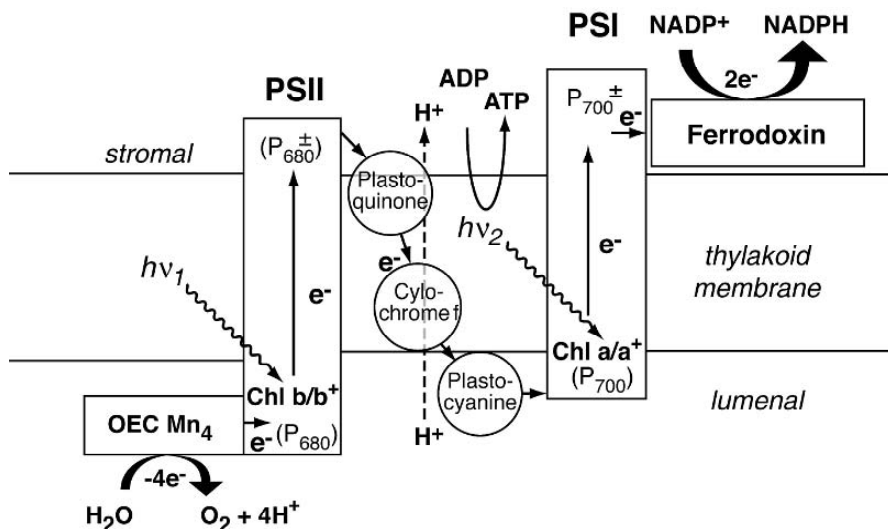 PSI
NADP+ NADPH
2e-
PSII
ADP
ATP
H+
P700±
e-
Ferrodoxin
stromal
(P680±)
Plasto-
quinone
hν1
hν2
e-
e-
e-
thylakoid
membrane
Cylo-
chrome f
Chl a/a+
(P700)
Chl b/b+
Plasto-
cyanine
lumenal
OEC Mn4
e- (P680)
H+
-4e-
H2O O2 + 4H+